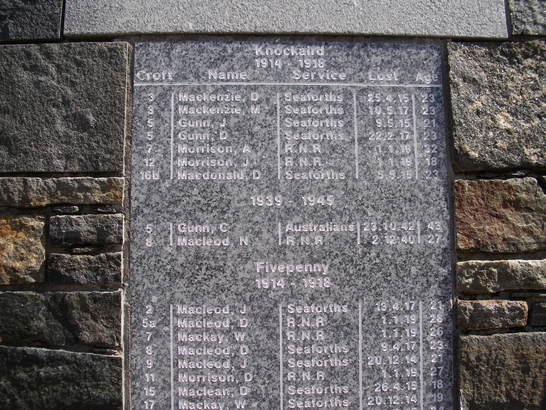 Knockaird
1914 - 1918
Croft Name Service Lost Age
3 Mackenzie, D Seaforths 25.4.15 23
3 Mackenzie, M Seaforths 10.5.17 23
5 Gunn, J Seaforths 9.5.15 23
5 Gunn, D Seaforths 22.2.17 23
7 Morrison, A R.N.R 1.1.19
12 Morrison, J R.N.R 1.1.19 18
16b Macdonald, D Seaforths 5.5.15 23
1939 - 1945
5 Gunn, C Australians 23.10.42 43
8 Macleod, N R.N.R 2.12.40 27
Fivepenny
1914 - 1918
2 Macleod, J Seaforths 13.4.17 21
5a Macleod, D R.N.R 1.1.19
7 Mackay, W R.N.R 1.1.19 26
8 Macleod, D Seaforths 9.4.17
9 Macleod, J Seaforths 20.12.14 21
11 Morrison, D R.N.R 1.1.19 27
15 Maclean, D Seaforths 26.4.15 18
17 Mackay, W Seaforths 20.12.14